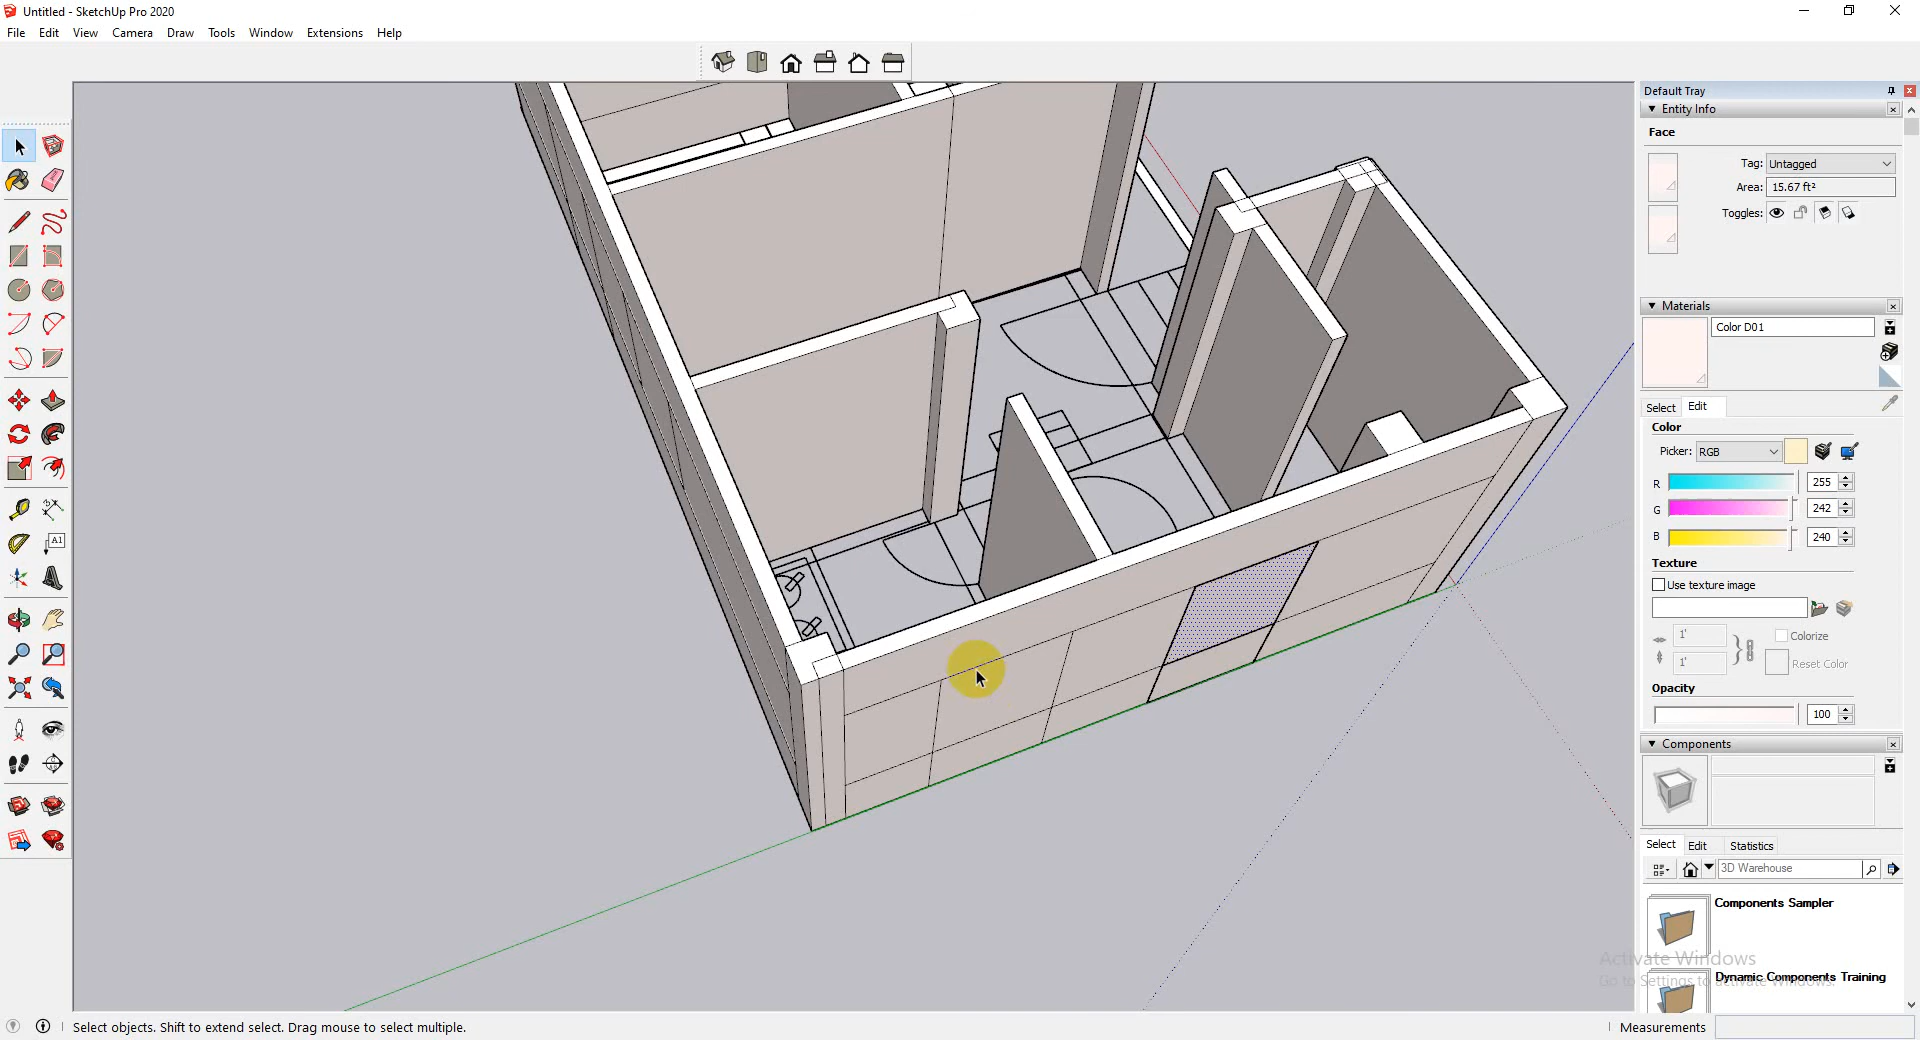 Untitled - SketchUp Pro 2020
File Edit View Camera Draw Tools Window Extensions Help
Default Tray
Entity Info
Face
Tag: Untagged
Area: 15.67 ft²
Toggles:
Materials
Color D01
Select Edit
Color
Picker: RGB
R 255
G 242
B 240
Texture
Use texture image
1' Colorize
1' Reset Color
Opacity
100
Components
Select Edit Statistics
3D Warehouse
Components Sampler
Activate Windows
Dynamic Components Training
A1
Select objects. Shift to extend select. Drag mouse to select multiple.
Measurements